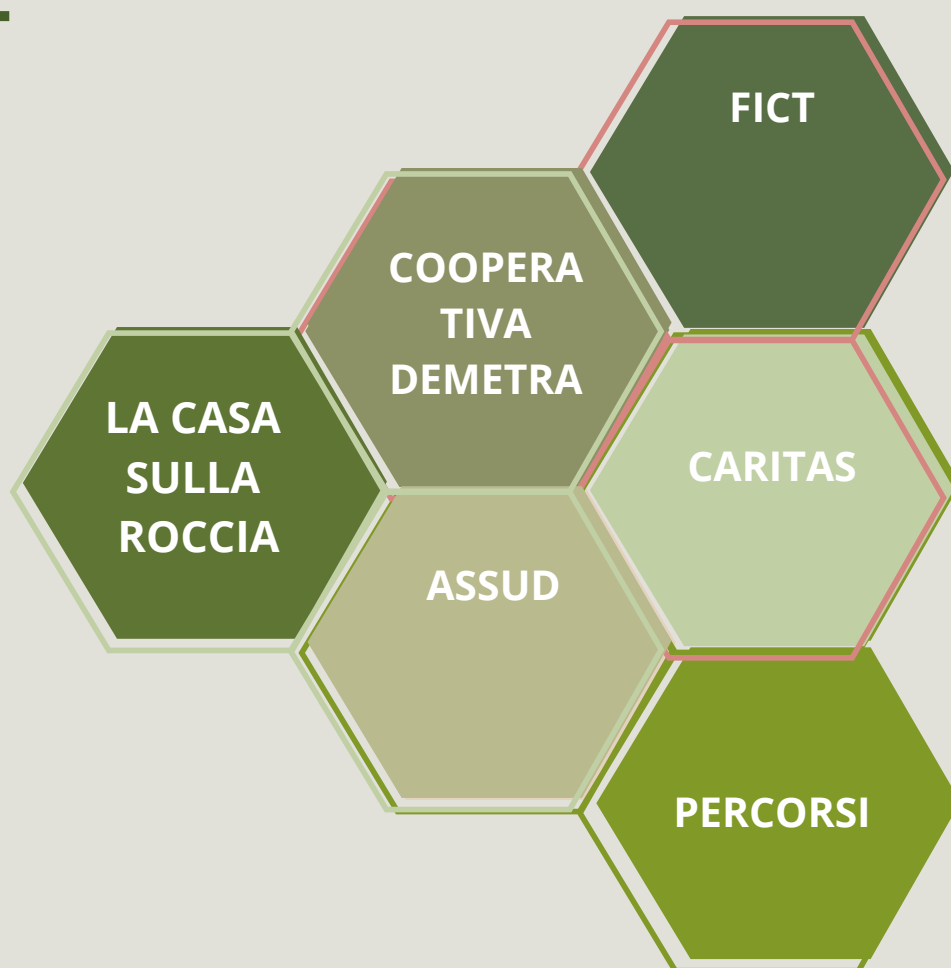 FICT
COOPERA
TIVA
DEMETRA
LA CASA
SULLA
ROCCIA
CARITAS
ASSUD
PERCORSI